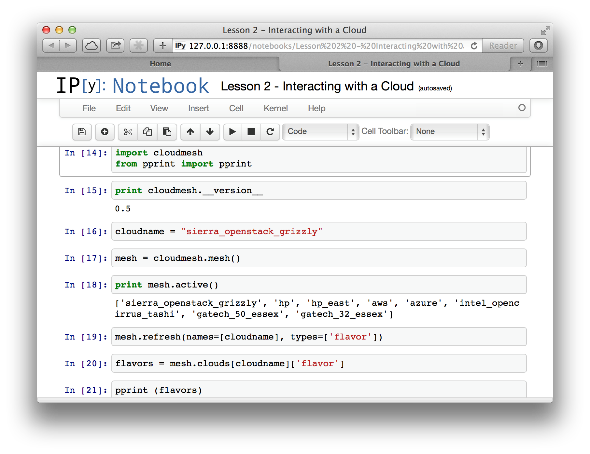 Lesson 2 – Interacting with a Cloud
IPy 127.0.0.1:8888/notebooks/Lesson%202%20-%20Interacting%20with%20
Reader
Home
Lesson 2 - Interacting with a Cloud
IP[y]: Notebook
Lesson 2 - Interacting with a Cloud (autosaved)
File Edit View Insert Cell Kernel Help
Code
Cell Toolbar: None
In [14]: import cloudmesh
from pprint import pprint
In [15]: print cloudmesh.__version__
0.5
In [16]: cloudname = "sierra_openstack_grizzly"
In [17]: mesh = cloudmesh.mesh()
In [18]: print mesh.active()
['sierra_openstack_grizzly', 'hp', 'hp_east', 'aws', 'azure', 'intel_openc
irrus_tashi', 'gatech_50_essex', 'gatech_32_essex']
In [19]: mesh.refresh(names=[cloudname], types=['flavor'])
In [20]: flavors = mesh.clouds[cloudname]['flavor']
In [21]: pprint (flavors)